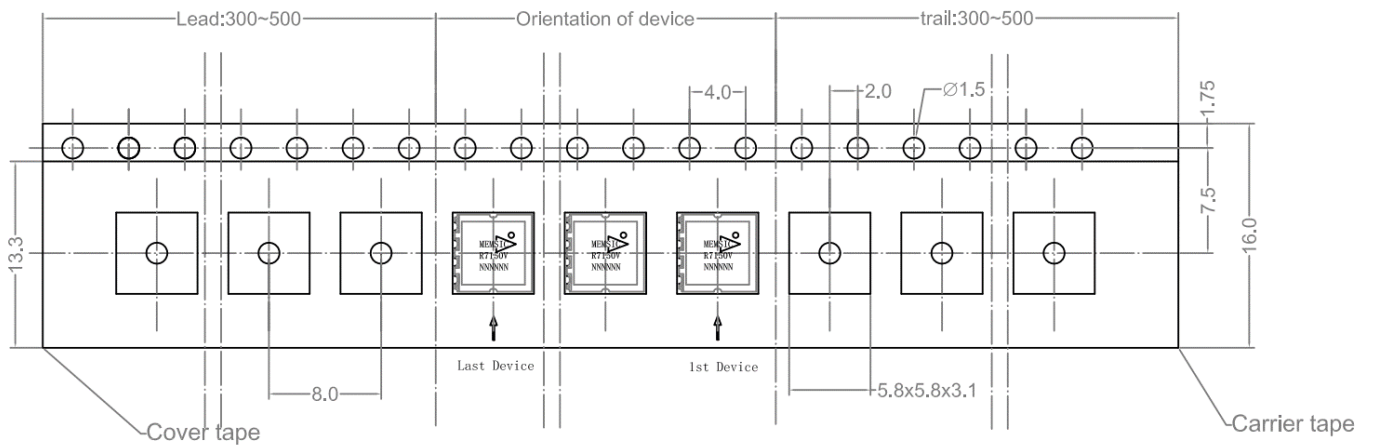 Lead:300~500
Orientation of device
trail:300~500
4.0
2.0
∅1.5
1.75
7.5
16.0
13.3
MEMSIC
R7150V
NNNNNN
MEMSIC
R7150V
NNNNNN
MEMSIC
R7150V
NNNNNN
Last Device
1st Device
8.0
5.8x5.8x3.1
Cover tape
Carrier tape